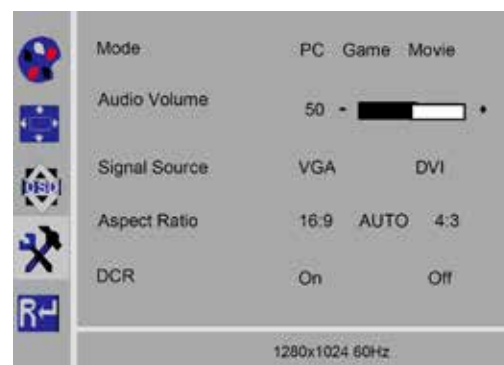 Mode PC Game Movie
Audio Volume 50 - +
Signal Source VGA DVI
OSD
Aspect Ratio 16:9 AUTO 4:3
DCR On Off
R
1280x1024 60Hz